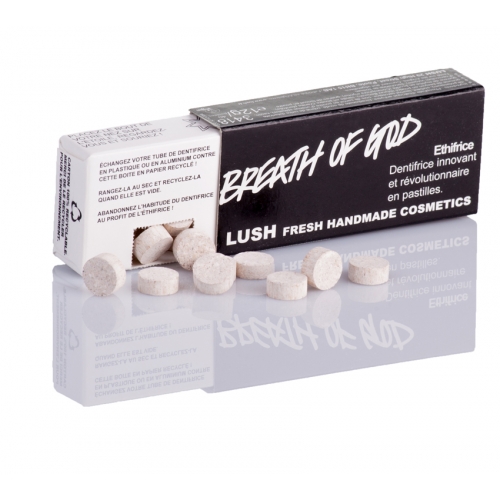 BREATH OF GOD
Ethifrice
Dentifrice innovant
et révolutionnaire
en pastilles.
LUSH FRESH HANDMADE COSMETICS
ÉCHANGEZ VOTRE TUBE DE DENTIFRICE
EN PLASTIQUE OU EN ALUMINIUM CONTRE
CETTE BOITE EN PAPIER RECYCLÉ !
RANGEZ-LA AU SEC ET RECYCLEZ-LA
QUAND ELLE EST VIDE.
ABANDONNEZ L'HABITUDE DU DENTIFRICE
AU PROFIT DE L'ÉTHIFRICE !